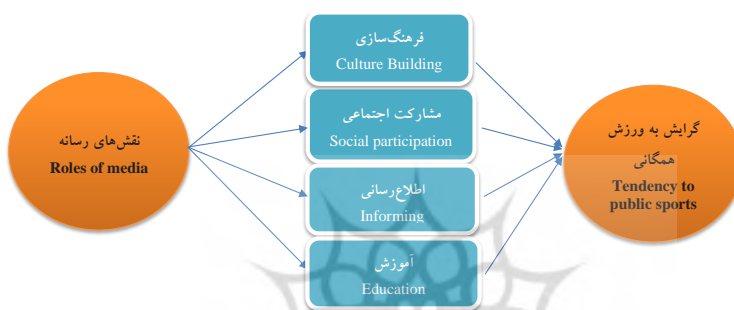 نقش‌های رسانه
Roles of media
فرهنگ‌سازی
Culture Building
مشارکت اجتماعی
Social participation
اطلاع‌رسانی
Informing
آموزش
Education
گرایش به ورزش
همگانی
Tendency to
public sports